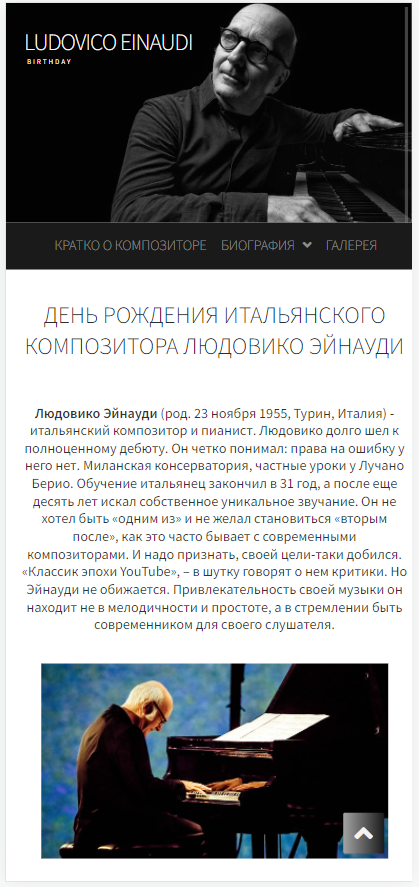 LUDOVICO EINAUDI
BIRTHDAY
КРАТКО О КОМПОЗИТОРЕ БИОГРАФИЯ ГАЛЕРЕЯ
ДЕНЬ РОЖДЕНИЯ ИТАЛЬЯНСКОГО
КОМПОЗИТОРА ЛЮДОВИКО ЭЙНАУДИ
Людовико Эйнауди (род. 23 ноября 1955, Турин, Италия) -
итальянский композитор и пианист. Людовико долго шел к
полноценному дебюту. Он четко понимал: права на ошибку у
него нет. Миланская консерватория, частные уроки у Лучано
Берио. Обучение итальянец закончил в 31 год, а после еще
десять лет искал собственное уникальное звучание. Он не
хотел быть «одним из» и не желал становиться «вторым
после», как это часто бывает с современными
композиторами. И надо признать, своей цели-таки добился.
«Классик эпохи YouTube», – в шутку говорят о нем критики. Но
Эйнауди не обижается. Привлекательность своей музыки он
находит не в мелодичности и простоте, а в стремлении быть
современником для своего слушателя.